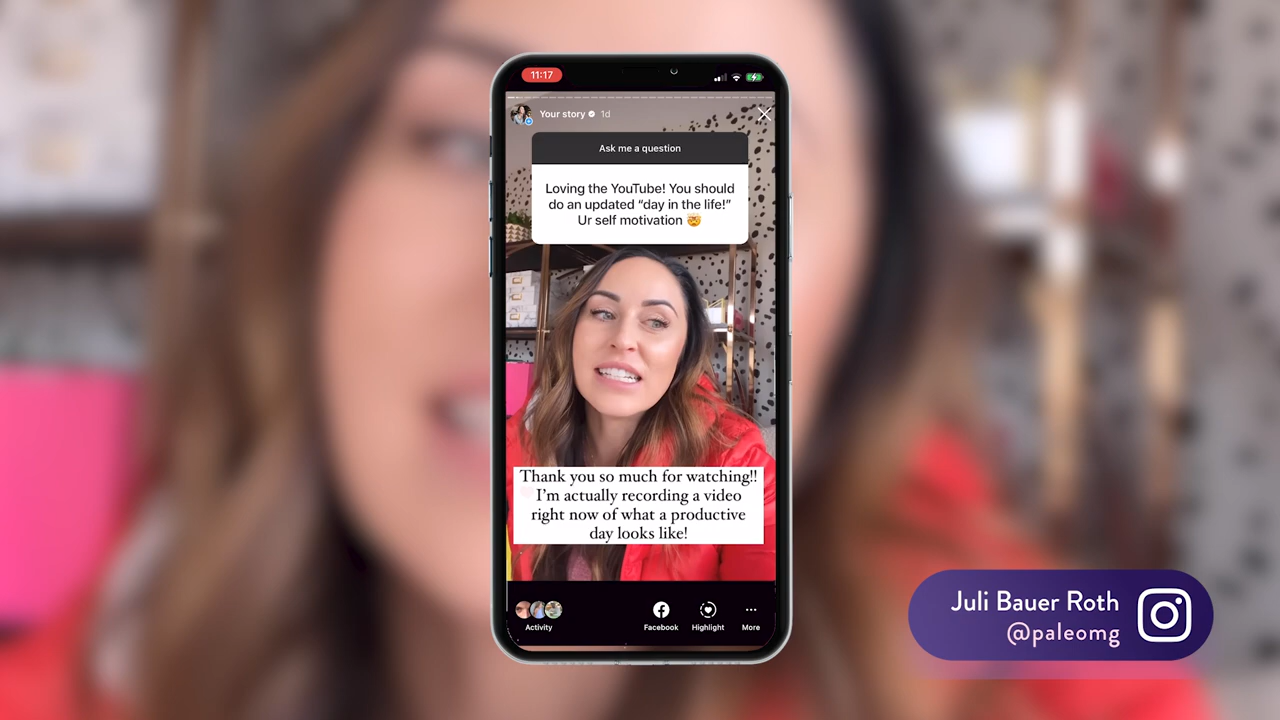 11:17
Your story 1d
Ask me a question
Loving the YouTube! You should
do an updated “day in the life!”
Ur self motivation 🤯
Thank you so much for watching!!
I’m actually recording a video
right now of what a productive
day looks like!
Activity
Facebook
Highlight
More
Juli Bauer Roth
@paleomg